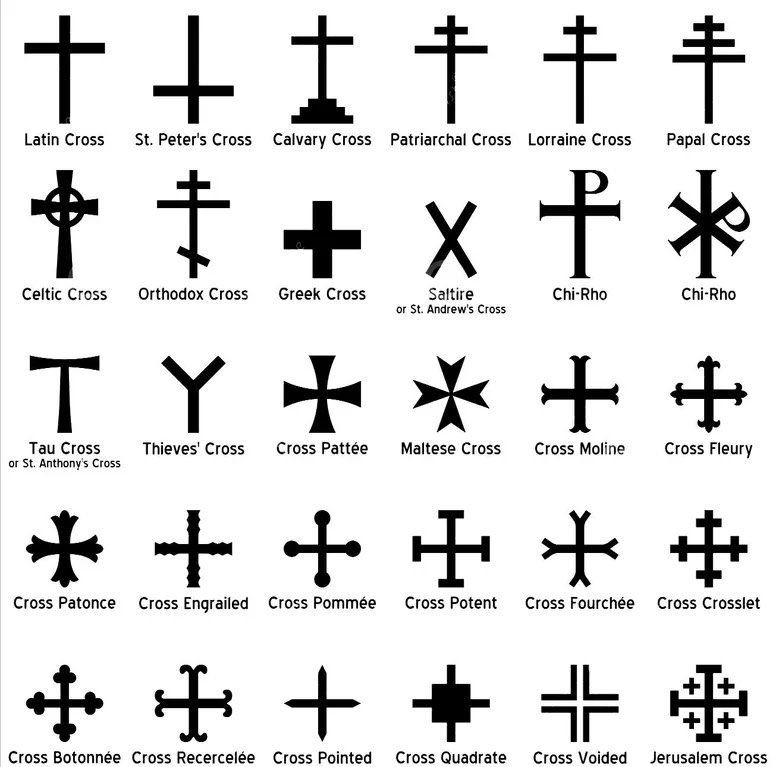 Latin Cross St. Peter's Cross Calvary Cross Patriarchal Cross Lorraine Cross Papal Cross
Celtic Cross Orthodox Cross Greek Cross Saltire Chi-Rho Chi-Rho
or St. Andrew's Cross
Tau Cross Thieves' Cross Cross Pattée Maltese Cross Cross Moline Cross Fleury
or St. Anthony's Cross
Cross Patonce Cross Engrailed Cross Pommée Cross Potent Cross Fourchée Cross Crosslet
Cross Botonnée Cross Recercelée Cross Pointed Cross Quadrate Cross Voided Jerusalem Cross